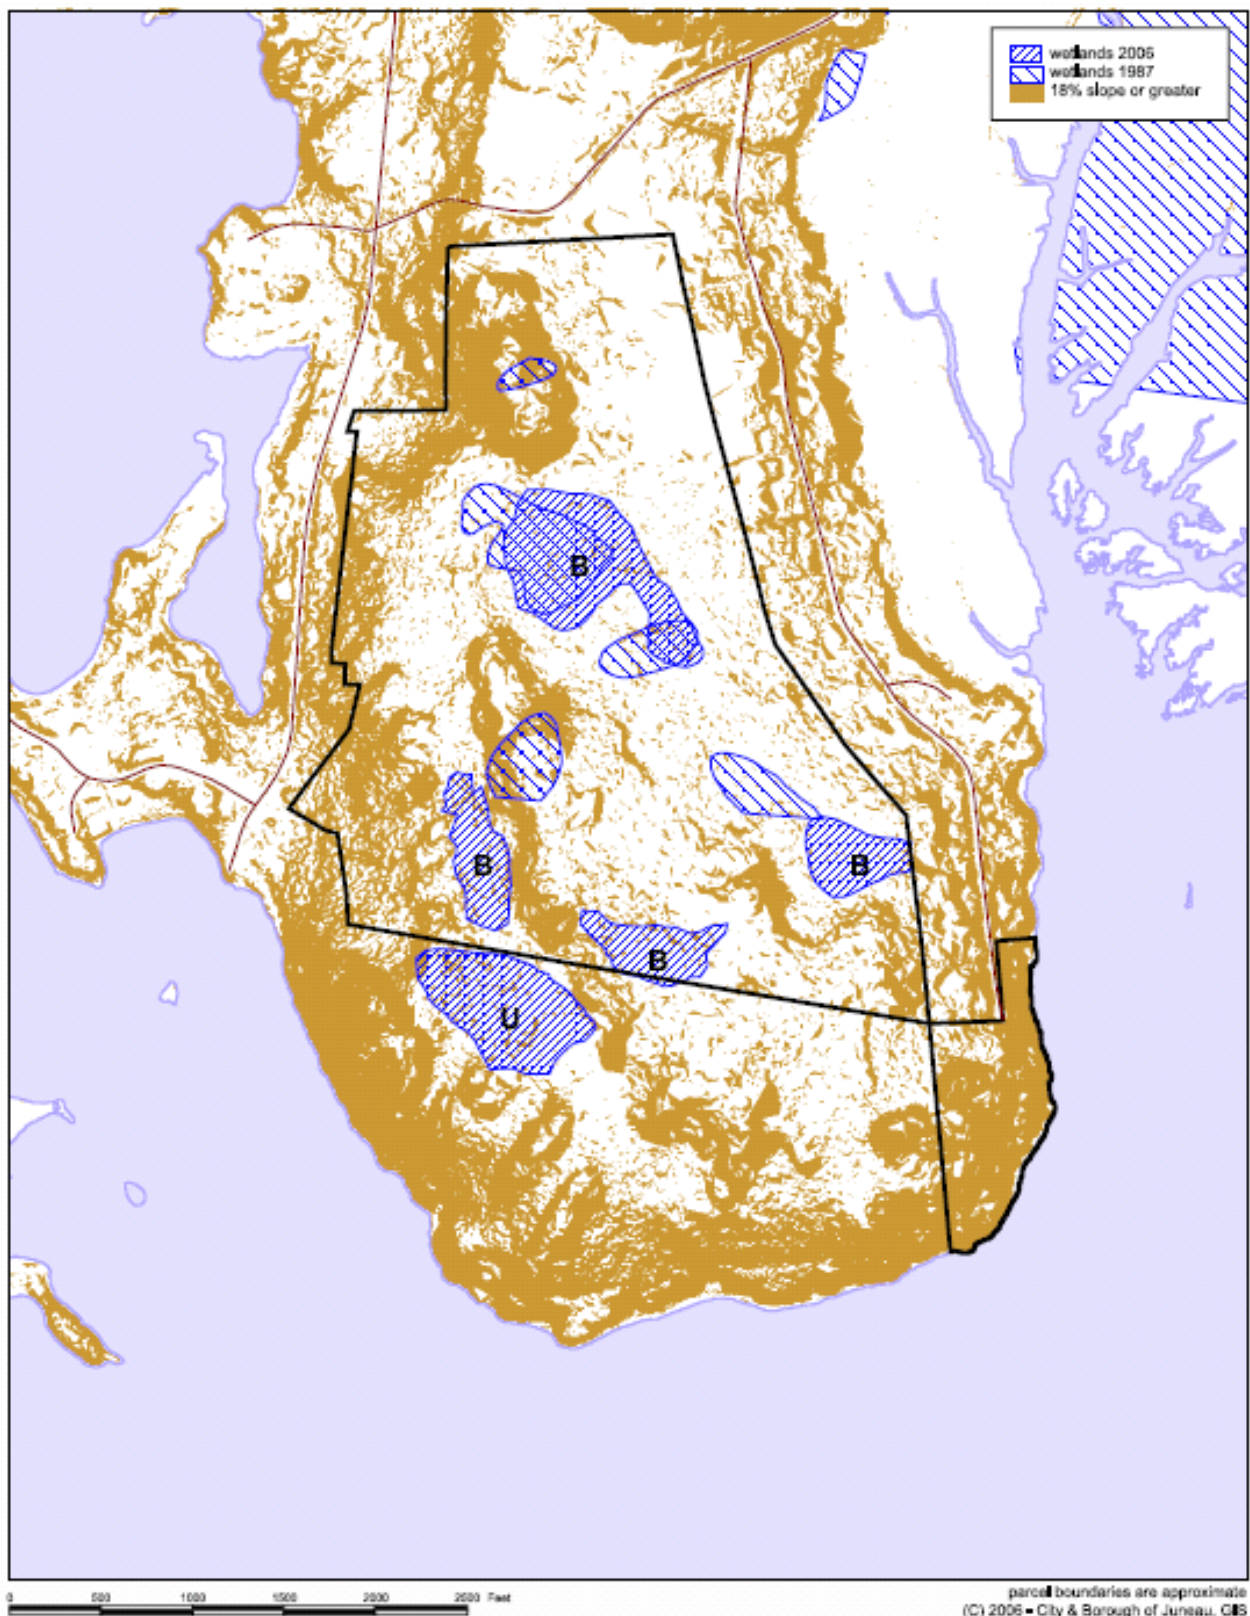 wetlands 2006
wetlands 1987
18% slope or greater
B
B
B
B
U
0 500 1000 1500 2000 2500 Feet
parcel boundaries are approximate
(C) 2006 - City & Borough of Juneau, GIS